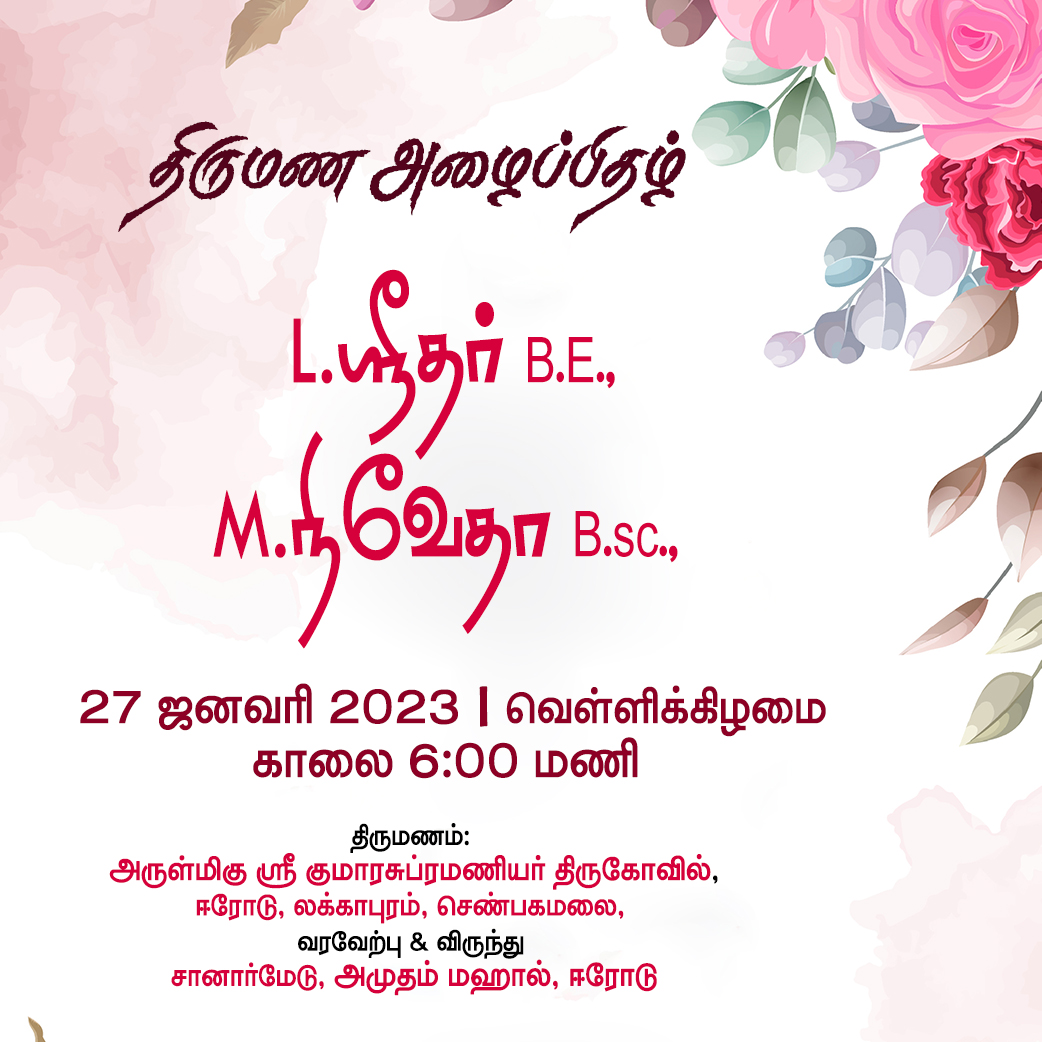 திருமண அழைப்பிதழ்
L.ஸ்ரீதர் B.E.,
M.நிவேதா B.sc.,
27 ஜனவரி 2023 | வெள்ளிக்கிழமை
காலை 6:00 மணி
திருமணம்:
அருள்மிகு ஸ்ரீ குமாரசுப்ரமணியர் திருகோவில்,
ஈரோடு, லக்காபுரம், செண்பகமலை,
வரவேற்பு & விருந்து
சானார்மேடு, அமுதம் மஹால், ஈரோடு